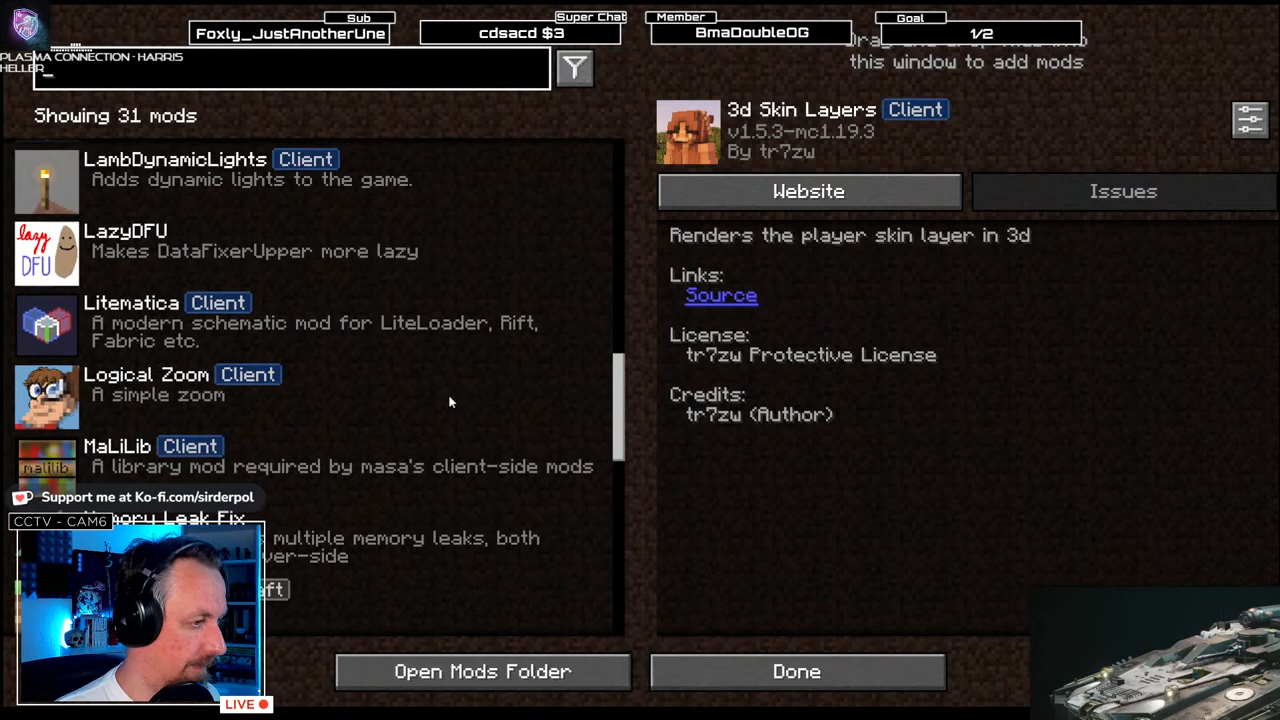 Sub
Foxly_JustAnotherUne
Super Chat
cdsacd $3
Member
BmaDoubleOG
Goal
1/2
PLASMA CONNECTION - HARRIS
HELLER
this window to add mods
Showing 31 mods
LambDynamicLights Client
Adds dynamic lights to the game.
lazy
DFU
LazyDFU
Makes DataFixerUpper more lazy
Litematica Client
A modern schematic mod for LiteLoader, Rift,
Fabric etc.
Logical Zoom Client
A simple zoom
malilib
MaLiLib Client
A library mod required by masa's client-side mods
Support me at Ko-fi.com/sirderpol
CCTV - CAM6
Memory Leak Fix
multiple memory leaks, both
ver-side
aft
LIVE
3d Skin Layers Client
v1.5.3-mc1.19.3
By tr7zw
Website
Issues
Renders the player skin layer in 3d
Links:
Source
License:
tr7zw Protective License
Credits:
tr7zw (Author)
Open Mods Folder
Done